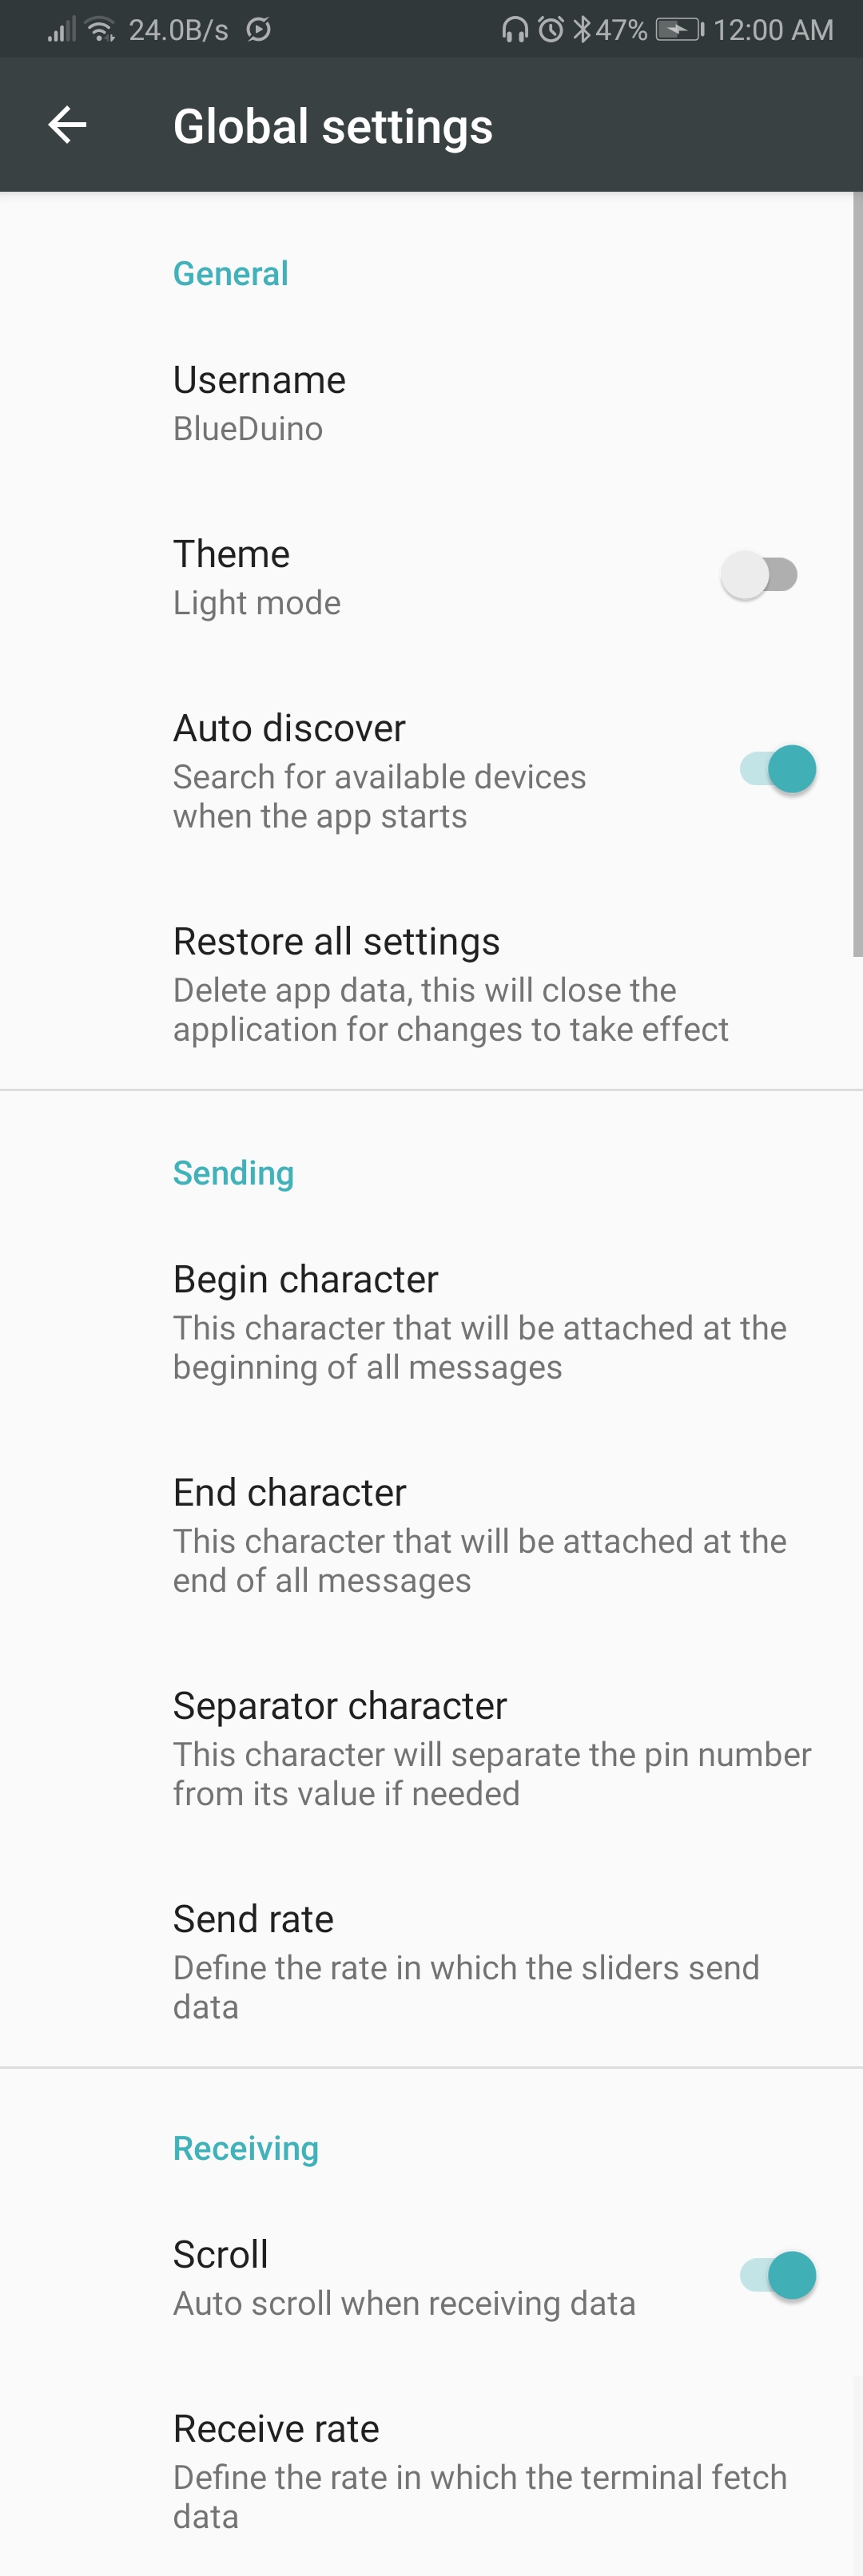 24.0B/s 47% 12:00 AM
Global settings
General
Username
BlueDuino
Theme
Light mode
Auto discover
Search for available devices
when the app starts
Restore all settings
Delete app data, this will close the
application for changes to take effect
Sending
Begin character
This character that will be attached at the
beginning of all messages
End character
This character that will be attached at the
end of all messages
Separator character
This character will separate the pin number
from its value if needed
Send rate
Define the rate in which the sliders send
data
Receiving
Scroll
Auto scroll when receiving data
Receive rate
Define the rate in which the terminal fetch
data